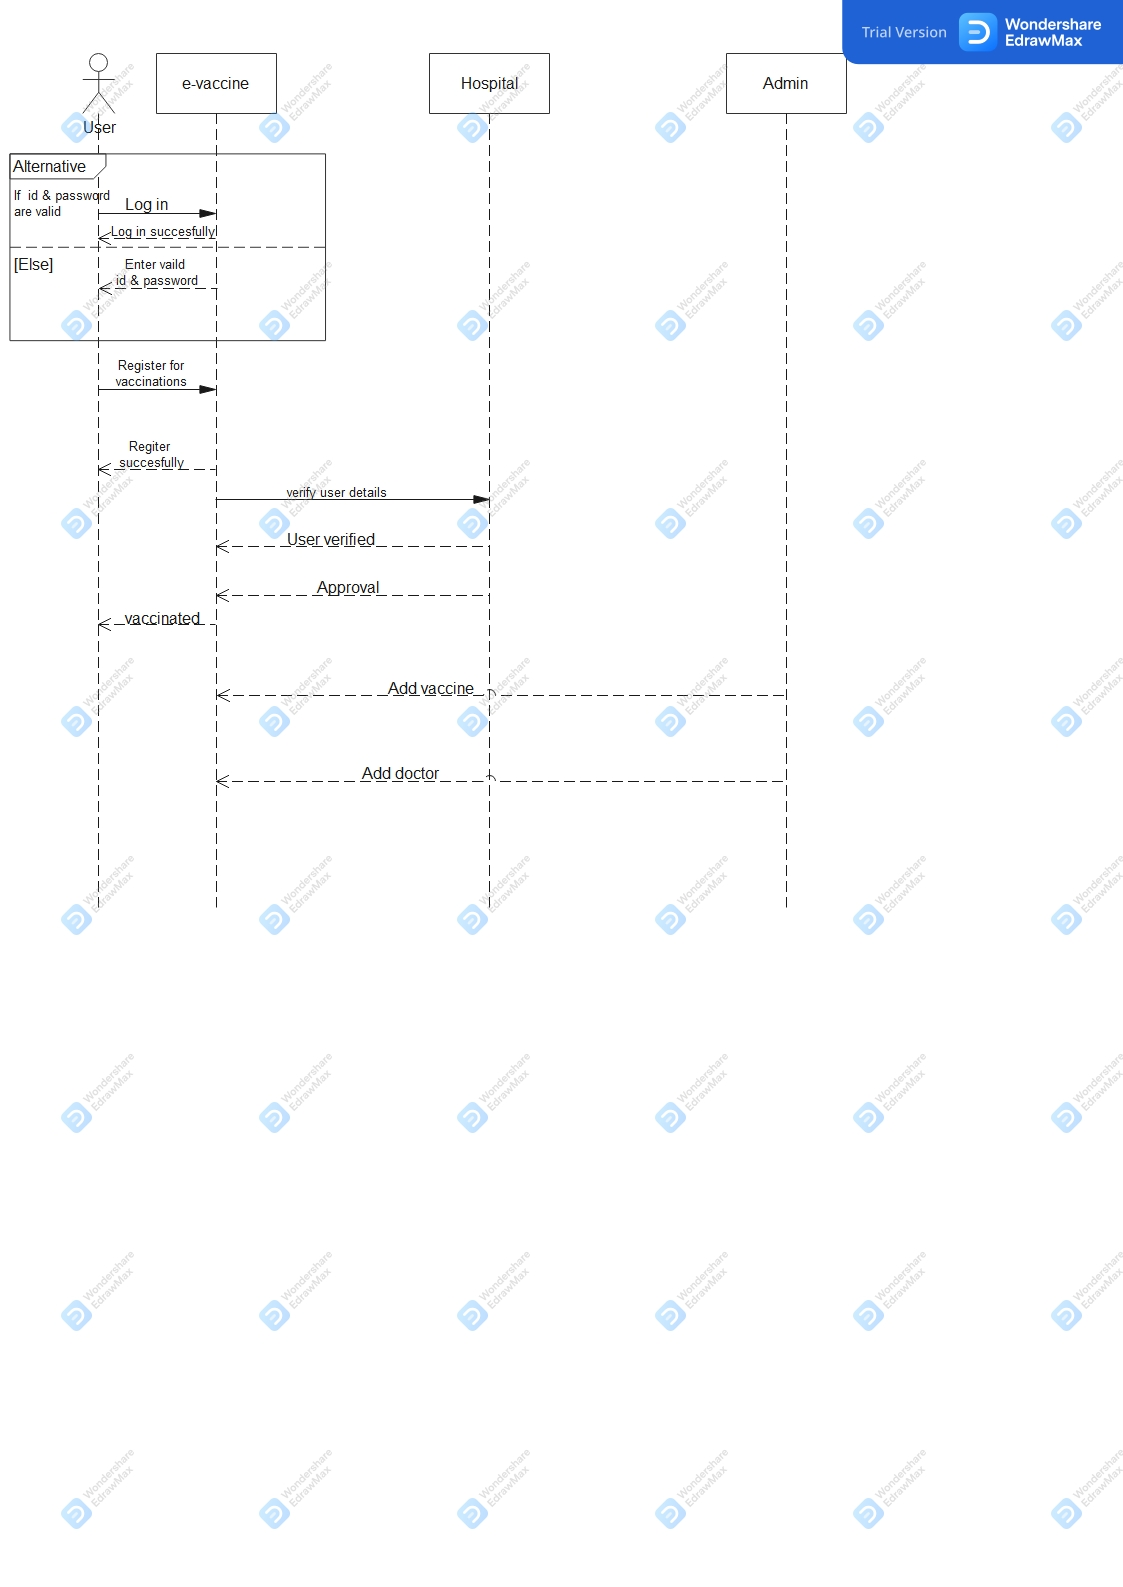 Trial Version
Wondershare
EdrawMax
e-vaccine
Hospital
Admin
User
Alternative
If id & password
are valid
Log in
Log in succesfully
[Else]
Enter vaild
id & password
Register for
vaccinations
Regiter
succesfully
verify user details
User verified
Approval
vaccinated
Add vaccine
Add doctor